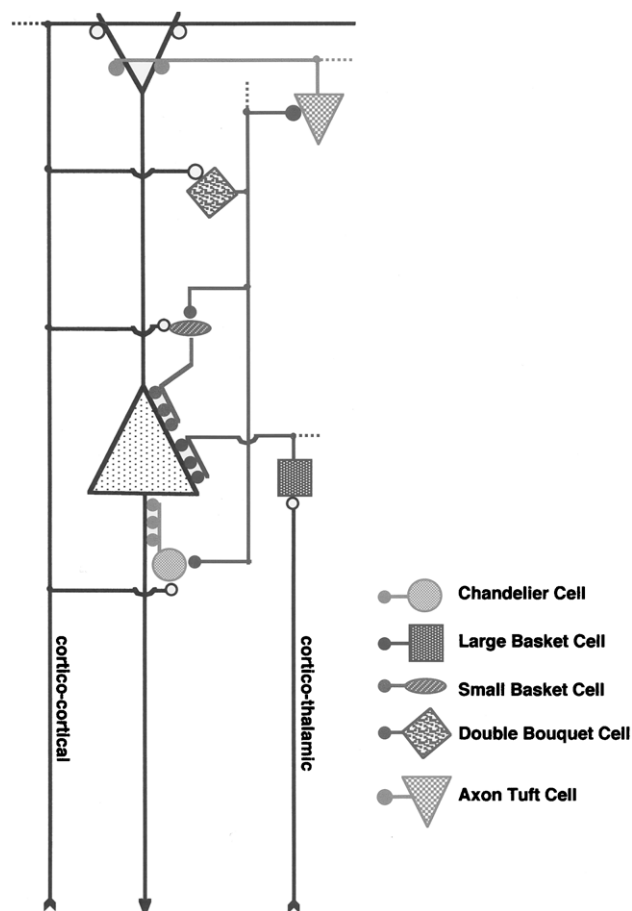 cortico-cortical
cortico-thalamic
Chandelier Cell
Large Basket Cell
Small Basket Cell
Double Bouquet Cell
Axon Tuft Cell